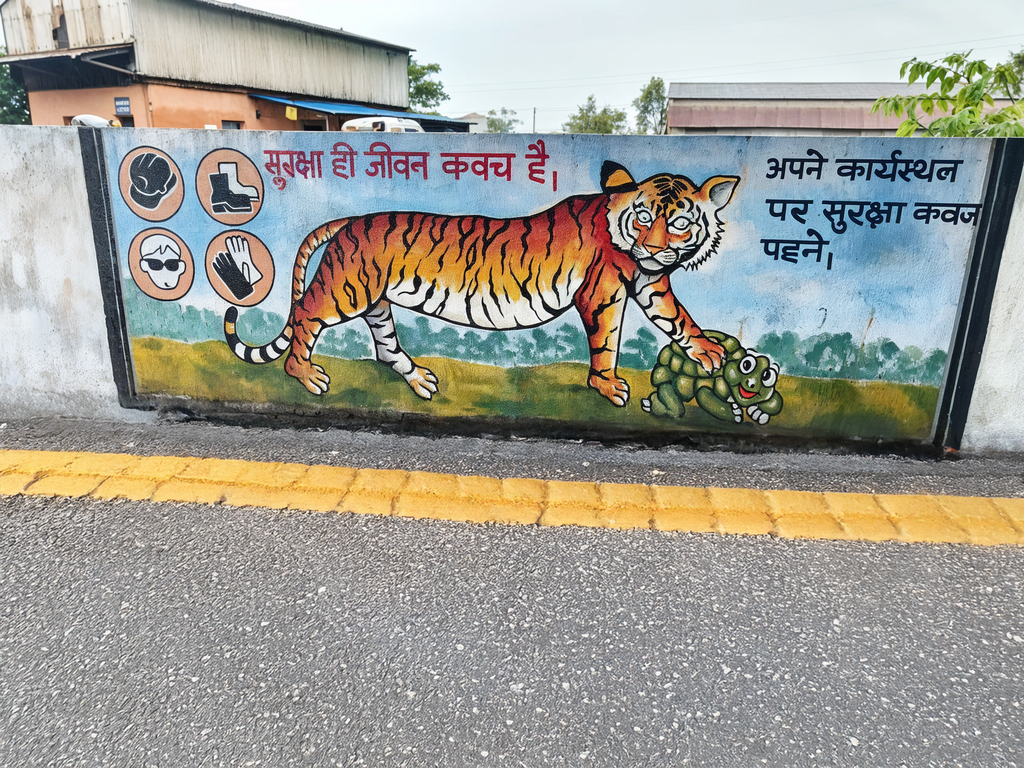 सुरक्षा ही जीवन कवच है।
अपने कार्यस्थल
पर सुरक्षा कवज
पहने।